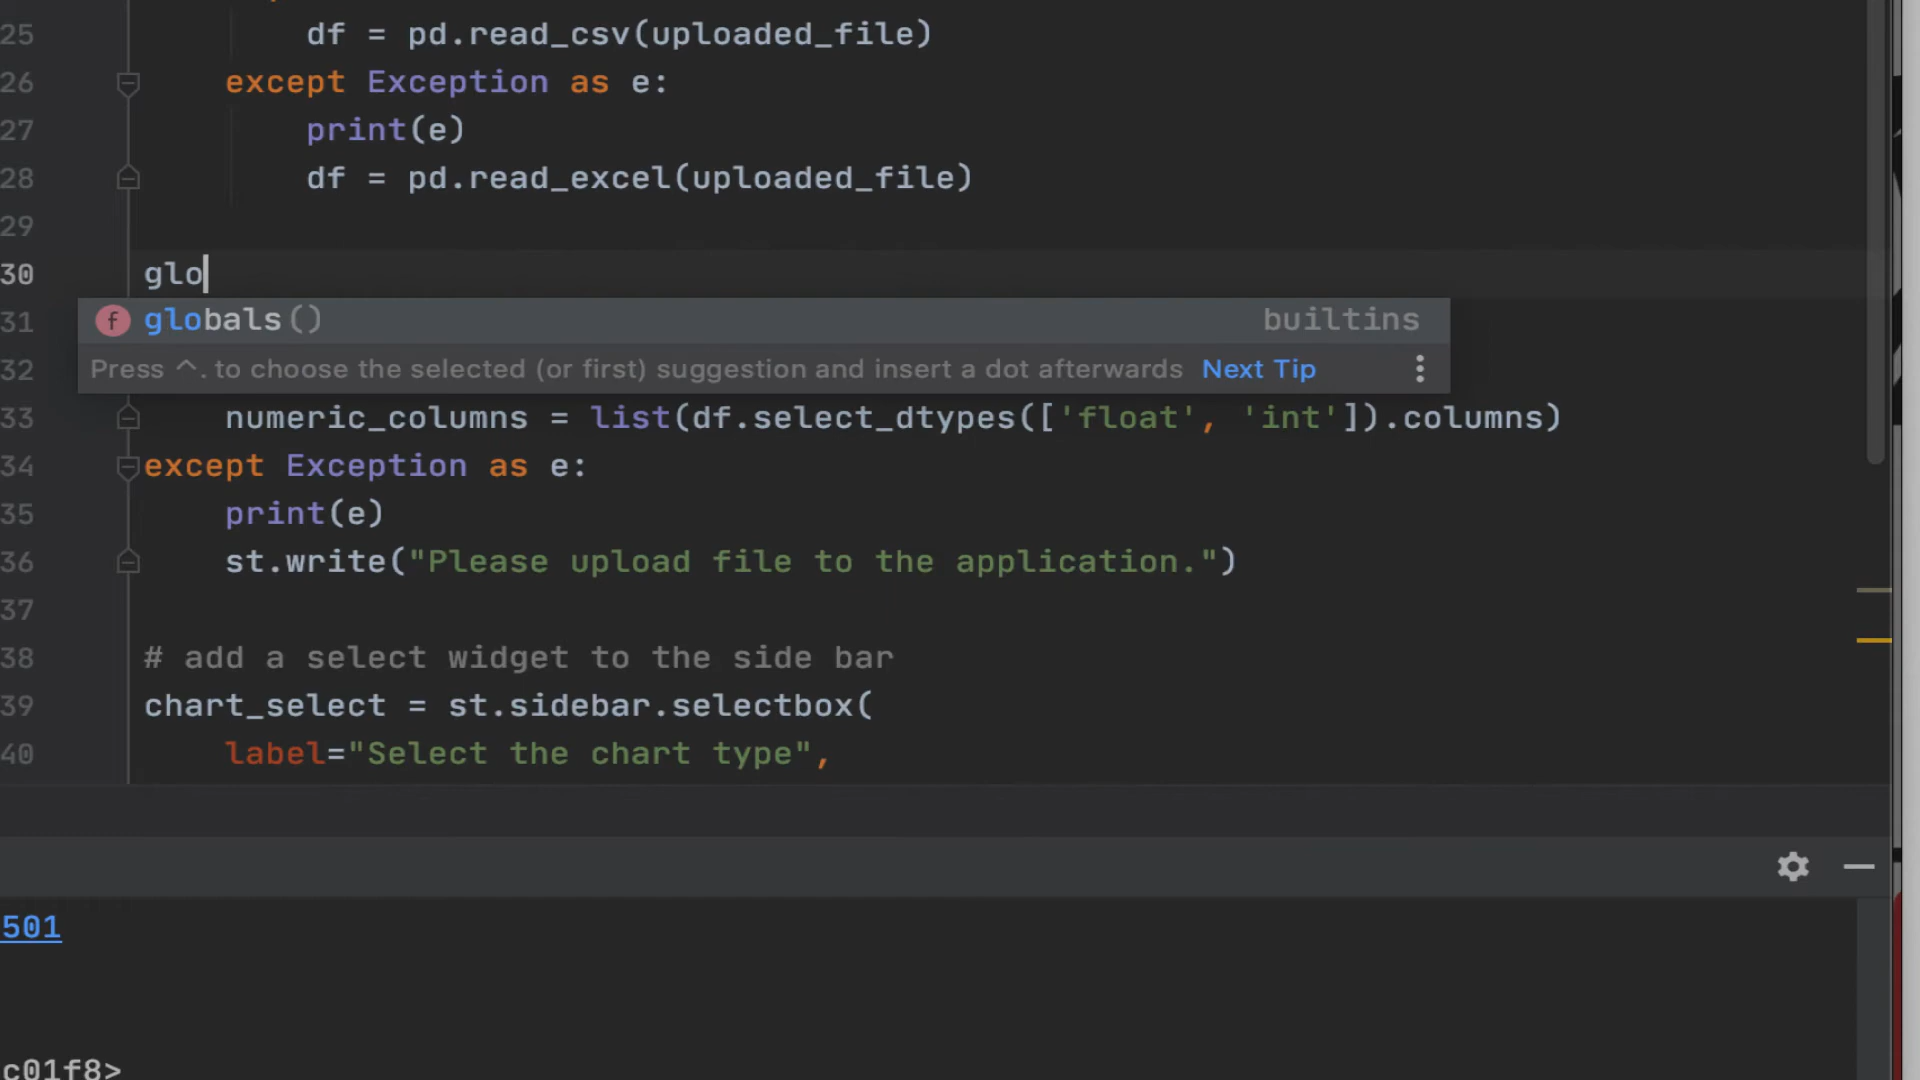 25 df = pd.read_csv(uploaded_file)
26 except Exception as e:
27 print(e)
28 df = pd.read_excel(uploaded_file)
29
30 glo
31 f globals() builtins
32 Press ^. to choose the selected (or first) suggestion and insert a dot afterwards Next Tip
33 numeric_columns = list(df.select_dtypes(['float', 'int']).columns)
34 except Exception as e:
35 print(e)
36 st.write("Please upload file to the application.")
37
38 # add a select widget to the side bar
39 chart_select = st.sidebar.selectbox(
40 label="Select the chart type",
501
c01f8>